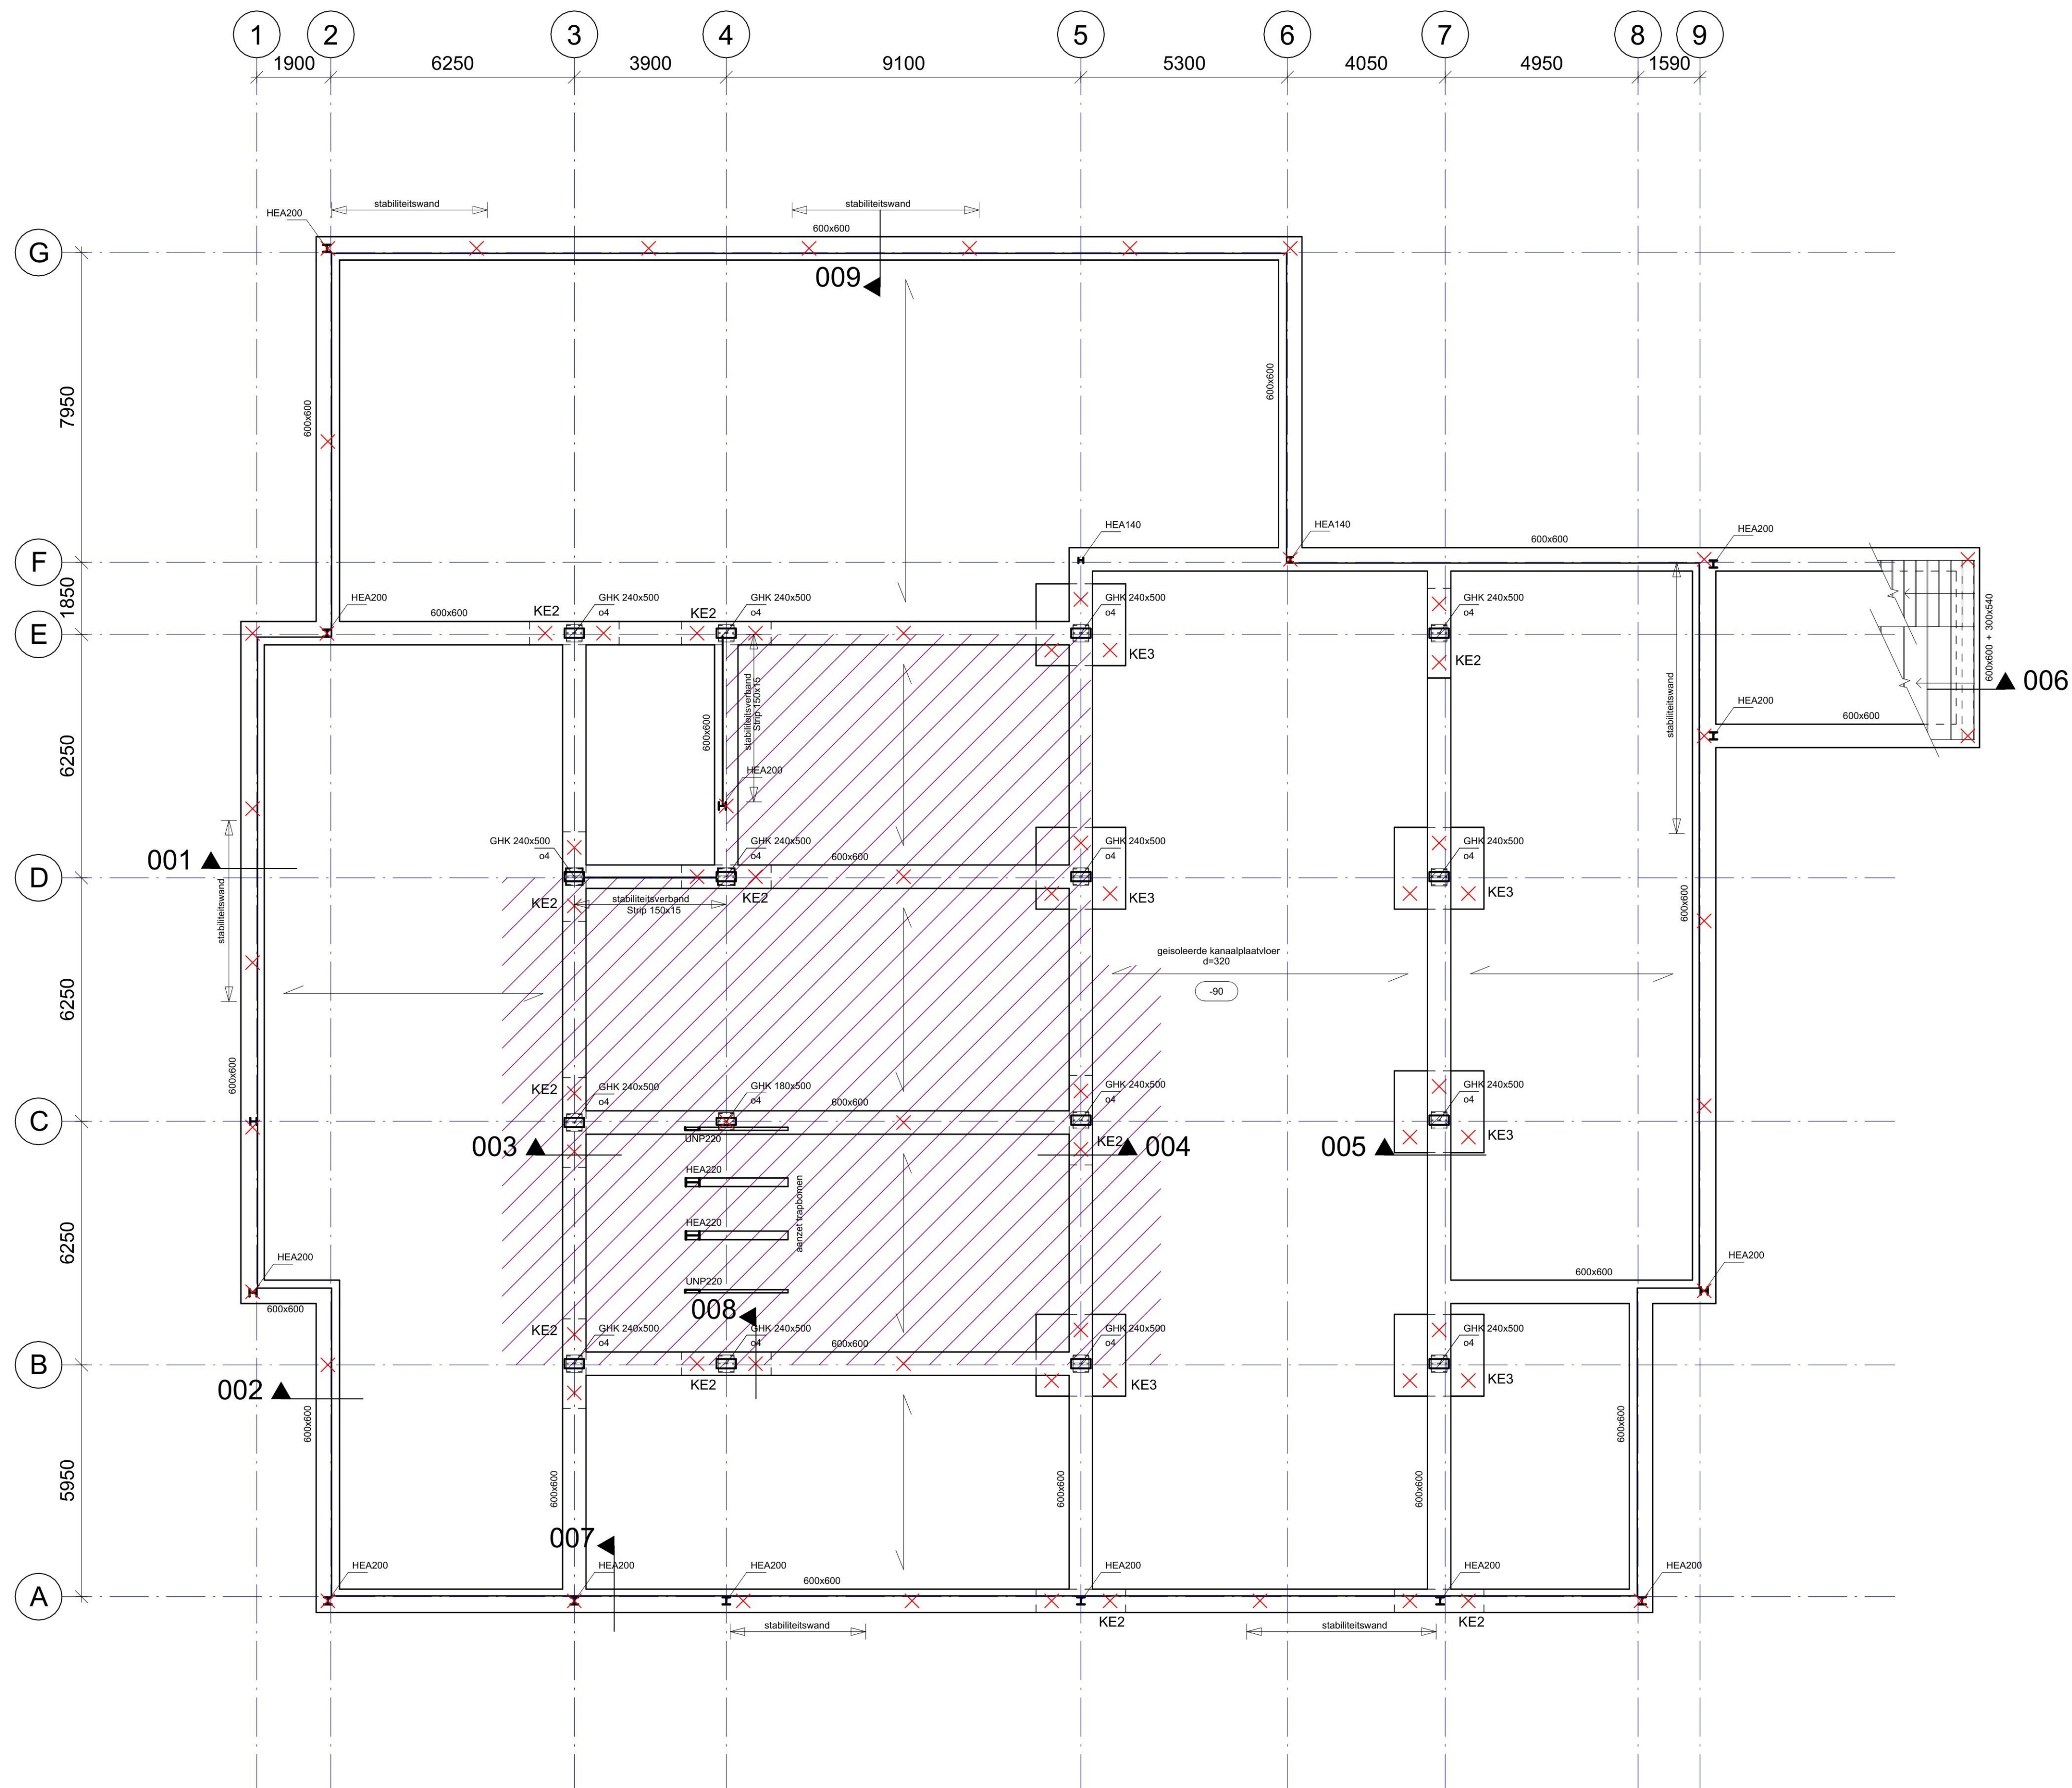 1 2 3 4 5 6 7 8 9
1900 6250 3900 9100 5300 4050 4950 1590
stabiliteitswand
stabiliteitswand
HEA200
600x600
G
009
7950
600x600
600x600
HEA140
HEA140
HEA200
600x600
F
1850
HEA200
600x600
KE2
GHK 240x500
o4
KE2
GHK 240x500
o4
GHK 240x500
o4
GHK 240x500
o4
E
KE3
KE2
600x600 + 300x540
006
A
A
stabiliteitsverband
Strip 150x15
600x600
stabiliteitswand
HEA200
600x600
6250
HEA200
GHK 240x500
o4
GHK 240x500
o4
600x600
GHK 240x500
o4
GHK 240x500
o4
001
D
KE2
stabiliteitsverband
Strip 150x15
KE2
KE3
KE3
stabiliteitswand
600x600
geisoleerde kanaalplaatvloer
d=320
-90
6250
600x600
KE2
GHK 240x500
o4
GHK 180x500
o4
600x600
GHK 240x500
o4
GHK 240x500
o4
C
003
UNP220
KE2
004
005
KE3
HEA220
aanzet trapbomen
HEA220
6250
HEA200
HEA200
600x600
UNP220
600x600
008
KE2
GHK 240x500
o4
GHK 240x500
o4
600x600
GHK 240x500
o4
GHK 240x500
o4
B
002
KE2
KE3
KE3
600x600
600x600
5950
600x600
600x600
600x600
007
HEA200
HEA200
HEA200
600x600
HEA200
HEA200
HEA200
A
KE2
KE2
stabiliteitswand
stabiliteitswand